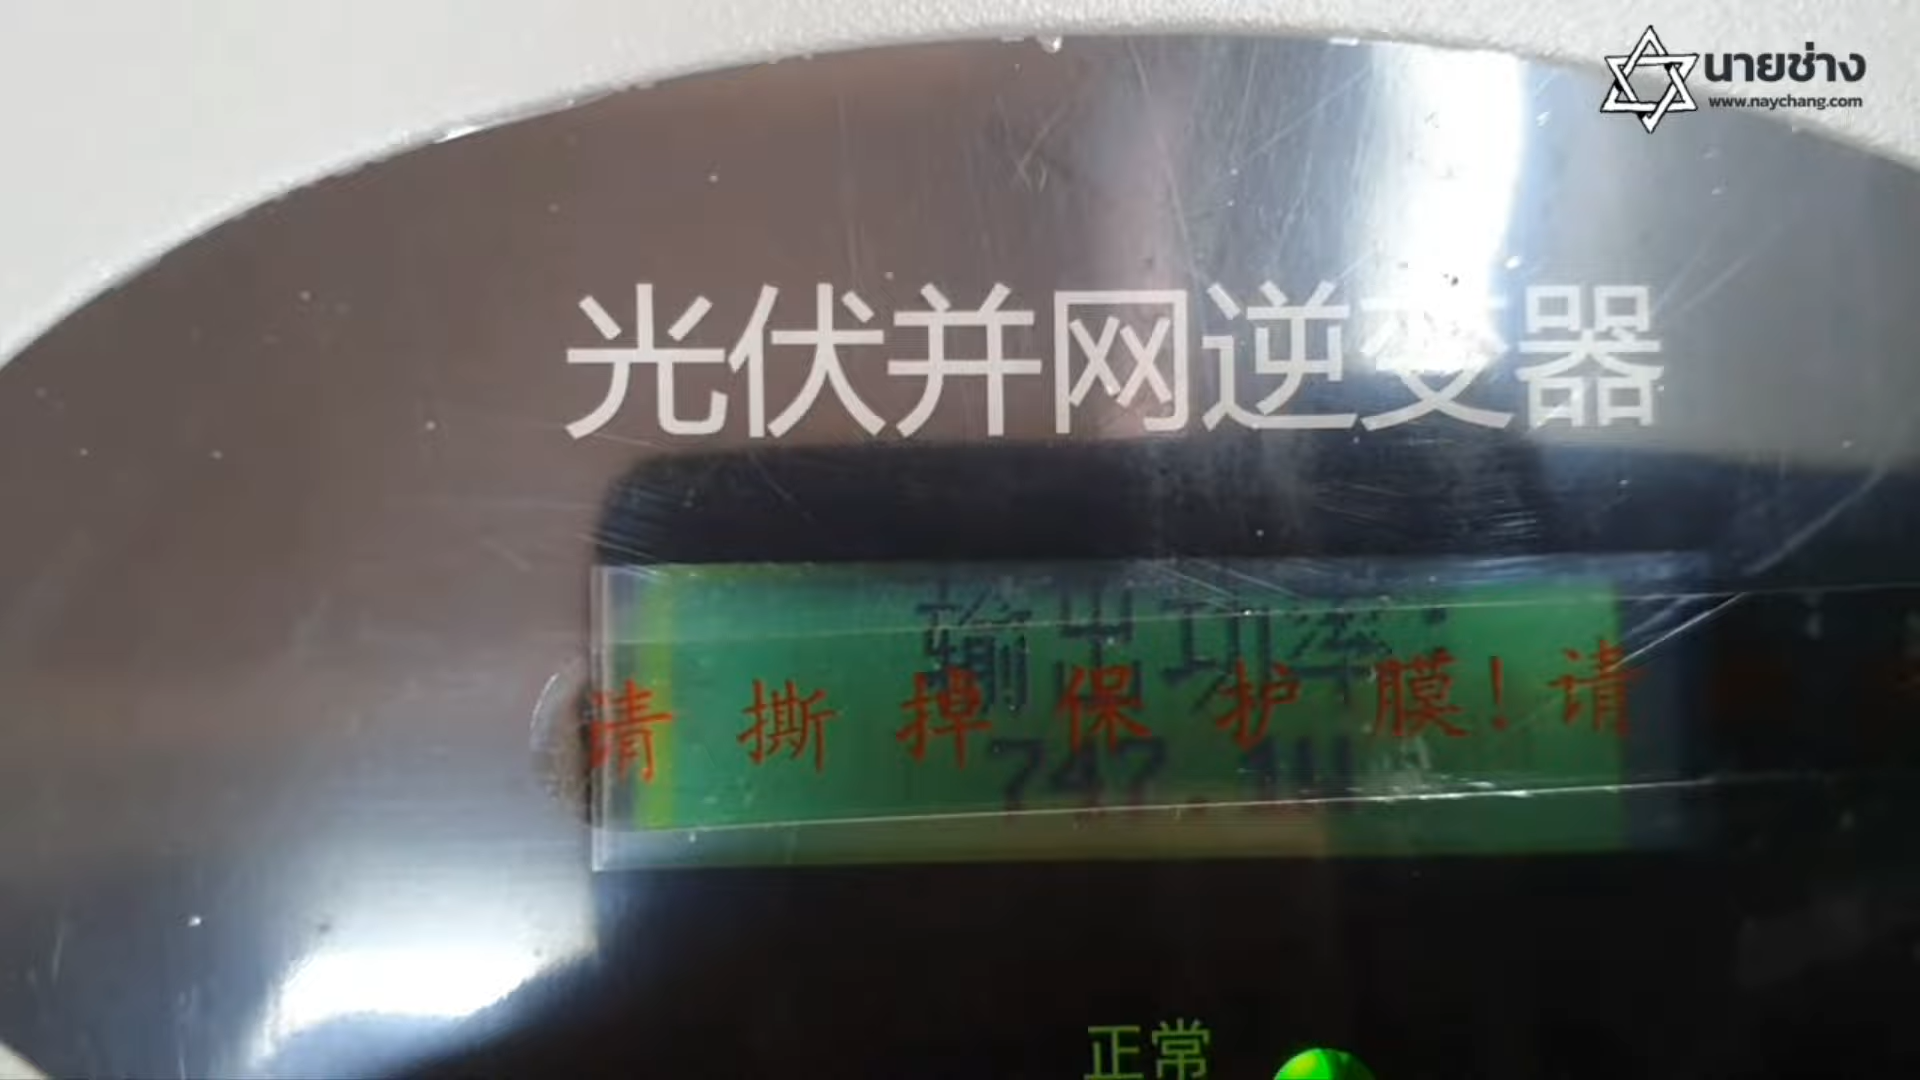 นายช่าง
www.naychang.com
光伏并网逆变器
输出功率:
请撕掉保护膜!请
747.1W
正常